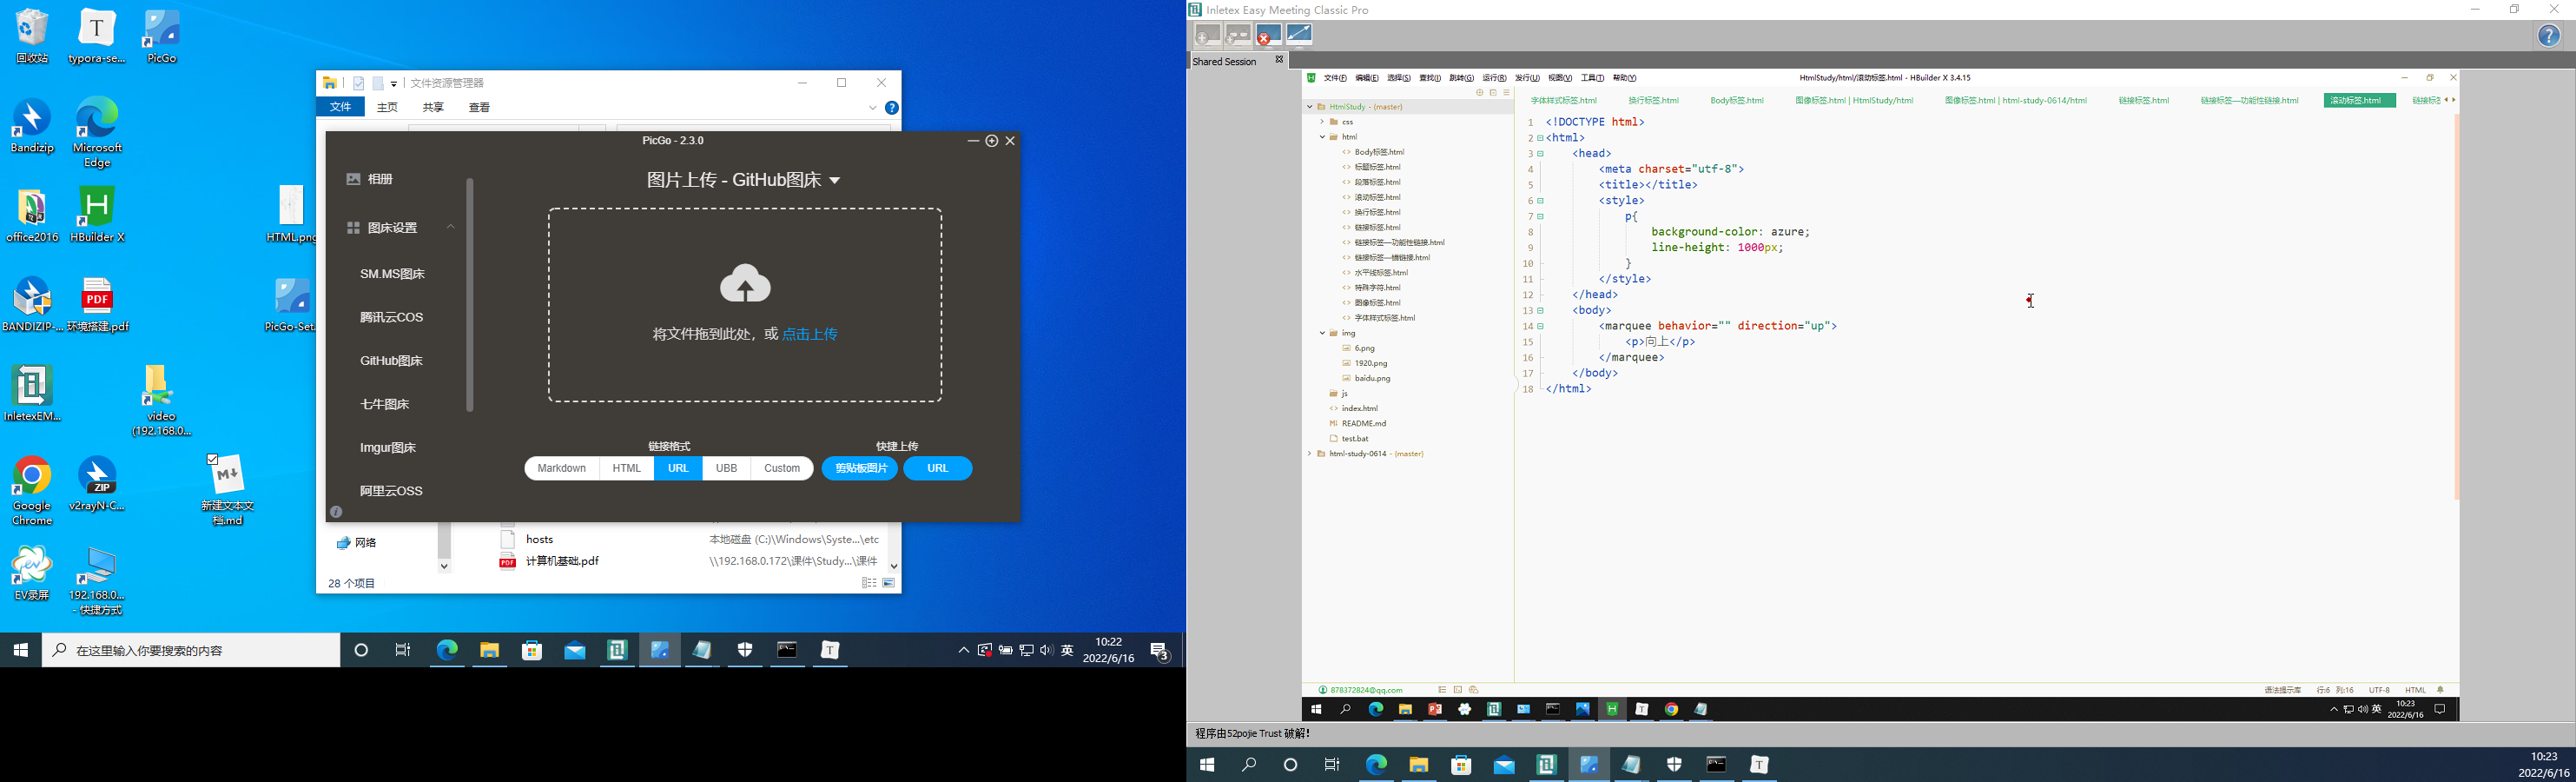 回收站
typora-se...
PicGo
Bandizip
Microsoft
Edge
office2016
HBuilder X
HTML.png
BANDIZIP-...
环境搭建.pdf
PicGo-Set
InletexEM...
video
(192.168.0...
Google
Chrome
v2rayN-C...
新建文本文
档.md
EV录屏
192.168.0...
- 快捷方式
文件资源管理器
文件 主页 共享 查看
PicGo - 2.3.0
相册
图床设置
SM.MS图床
腾讯云COS
GitHub图床
七牛图床
Imgur图床
阿里云OSS
图片上传 - GitHub图床
将文件拖到此处，或 点击上传
链接格式 快捷上传
Markdown HTML URL UBB Custom 剪贴板图片 URL
网络
hosts 本地磁盘 (C:)\Windows\Syste...\etc
计算机基础.pdf \\192.168.0.172\课件\Study...\课件
28 个项目
在这里输入你要搜索的内容
英
10:22
2022/6/16
3
Inletex Easy Meeting Classic Pro
Shared Session
文件(F) 编辑(E) 选择(S) 查找(I) 跳转(G) 运行(R) 发行(U) 视图(V) 工具(T) 帮助(Y)
HtmlStudy/html/滚动标签.html - HBuilder X 3.4.15
HtmlStudy - (master)
css
html
Body标签.html
标题标签.html
段落标签.html
滚动标签.html
换行标签.html
链接标签.html
链接标签—功能性链接.html
链接标签—锚链接.html
水平线标签.html
特殊字符.html
图像标签.html
字体样式标签.html
img
6.png
1920.png
baidu.png
js
index.html
README.md
test.bat
html-study-0614 - (master)
字体样式标签.html 换行标签.html Body标签.html 图像标签.html | HtmlStudy/html 图像标签.html | html-study-0614/html 链接标签.html 链接标签—功能性链接.html 滚动标签.html 链接标签
1 <!DOCTYPE html>
2 <html>
3 <head>
4 <meta charset="utf-8">
5 <title></title>
6 <style>
7 p{
8 background-color: azure;
9 line-height: 1000px;
10 }
11 </style>
12 </head>
13 <body>
14 <marquee behavior="" direction="up">
15 <p>向上</p>
16 </marquee>
17 </body>
18 </html>
878372824@qq.com
语法提示库 行:6 列:16 UTF-8 HTML
英
10:23
2022/6/16
程序由52pojie Trust 破解!
10:23
2022/6/16